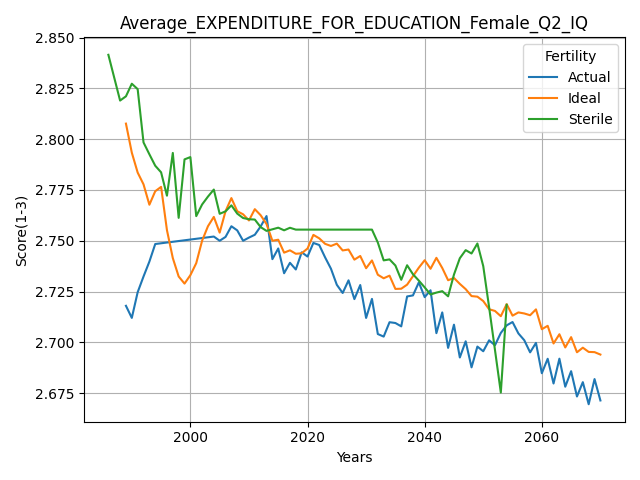 Average_EXPENDITURE_FOR_EDUCATION_Female_Q2_IQ
2.850
2.825
2.800
2.775
2.750
2.725
2.700
2.675
Score(1-3)
Fertility
Actual
Ideal
Sterile
2000 2020 2040 2060
Years